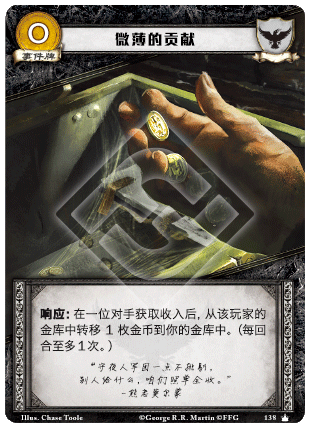 0
事件牌
微薄的贡献
响应: 在一位对手获取收入后, 从该玩家的
金库中转移 1 枚金币到你的金库中。(每回
合至多1次。)
“守夜人军团一点不挑剔,
别人给什么, 咱们照单全收。”
-熊老莫尔蒙
Illus. Chase Toole
©George R.R. Martin ©FFG
138